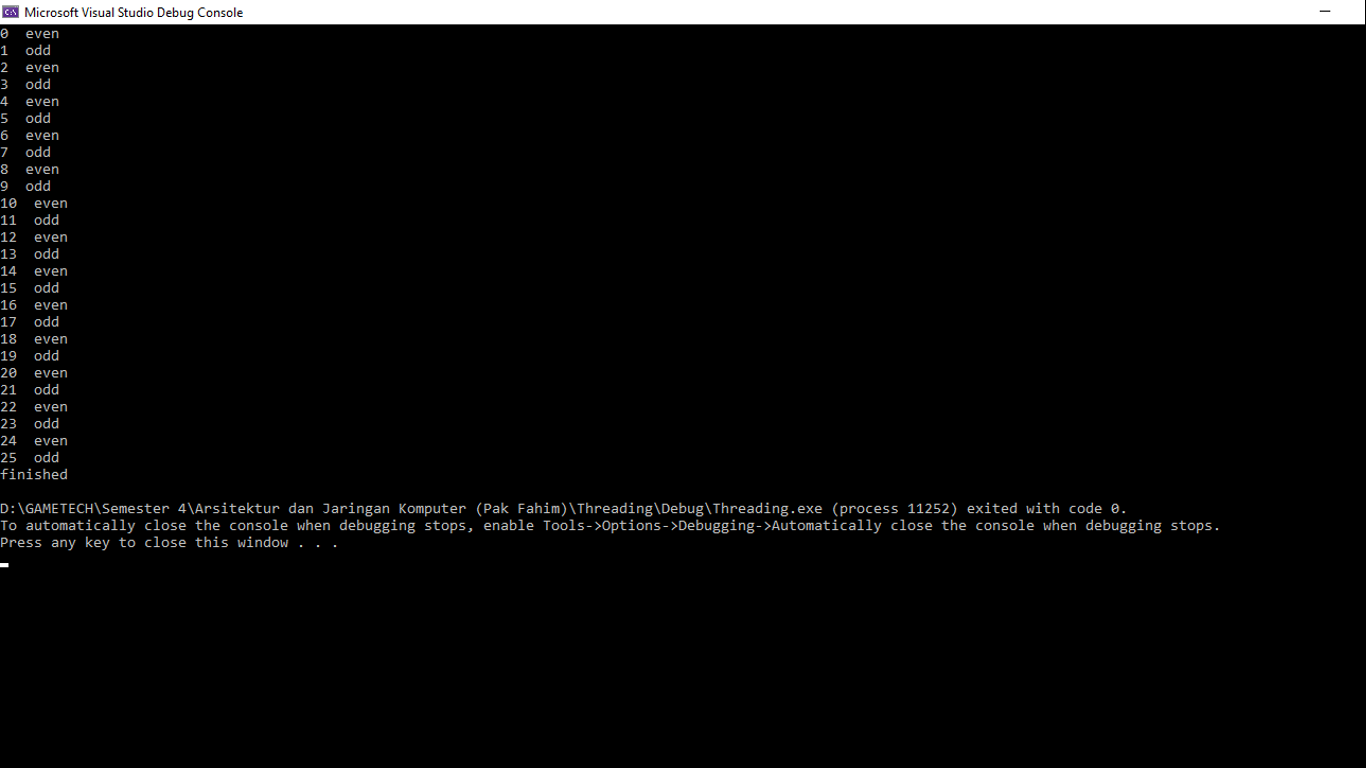 Microsoft Visual Studio Debug Console
0  even
1  odd
2  even
3  odd
4  even
5  odd
6  even
7  odd
8  even
9  odd
10  even
11  odd
12  even
13  odd
14  even
15  odd
16  even
17  odd
18  even
19  odd
20  even
21  odd
22  even
23  odd
24  even
25  odd
finished
D:\GAMETECH\Semester 4\Arsitektur dan Jaringan Komputer (Pak Fahim)\Threading\Debug\Threading.exe (process 11252) exited with code 0.
To automatically close the console when debugging stops, enable Tools->Options->Debugging->Automatically close the console when debugging stops.
Press any key to close this window . . .